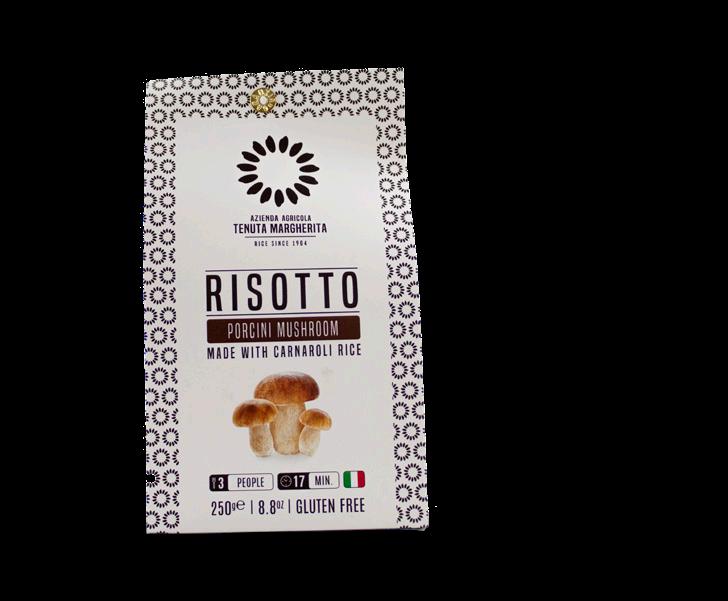 AZIENDA AGRICOLA
TENUTA MARGHERITA
RICE SINCE 1904
RISOTTO
PORCINI MUSHROOM
MADE WITH CARNAROLI RICE
3 PEOPLE 17 MIN.
250g℮ | 8.8oz | GLUTEN FREE